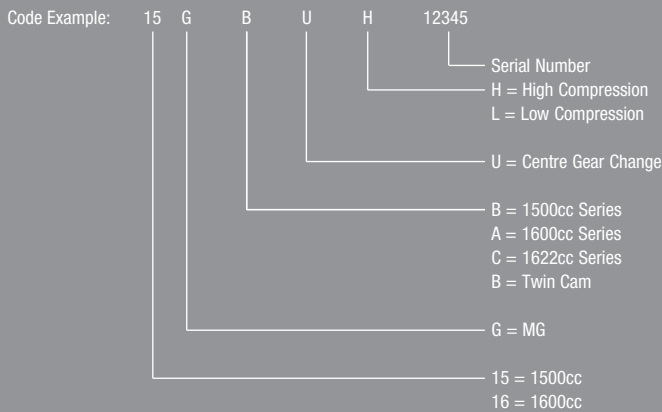 Code Example: 15 G B U H 12345
Serial Number
H = High Compression
L = Low Compression
U = Centre Gear Change
B = 1500cc Series
A = 1600cc Series
C = 1622cc Series
B = Twin Cam
G = MG
15 = 1500cc
16 = 1600cc